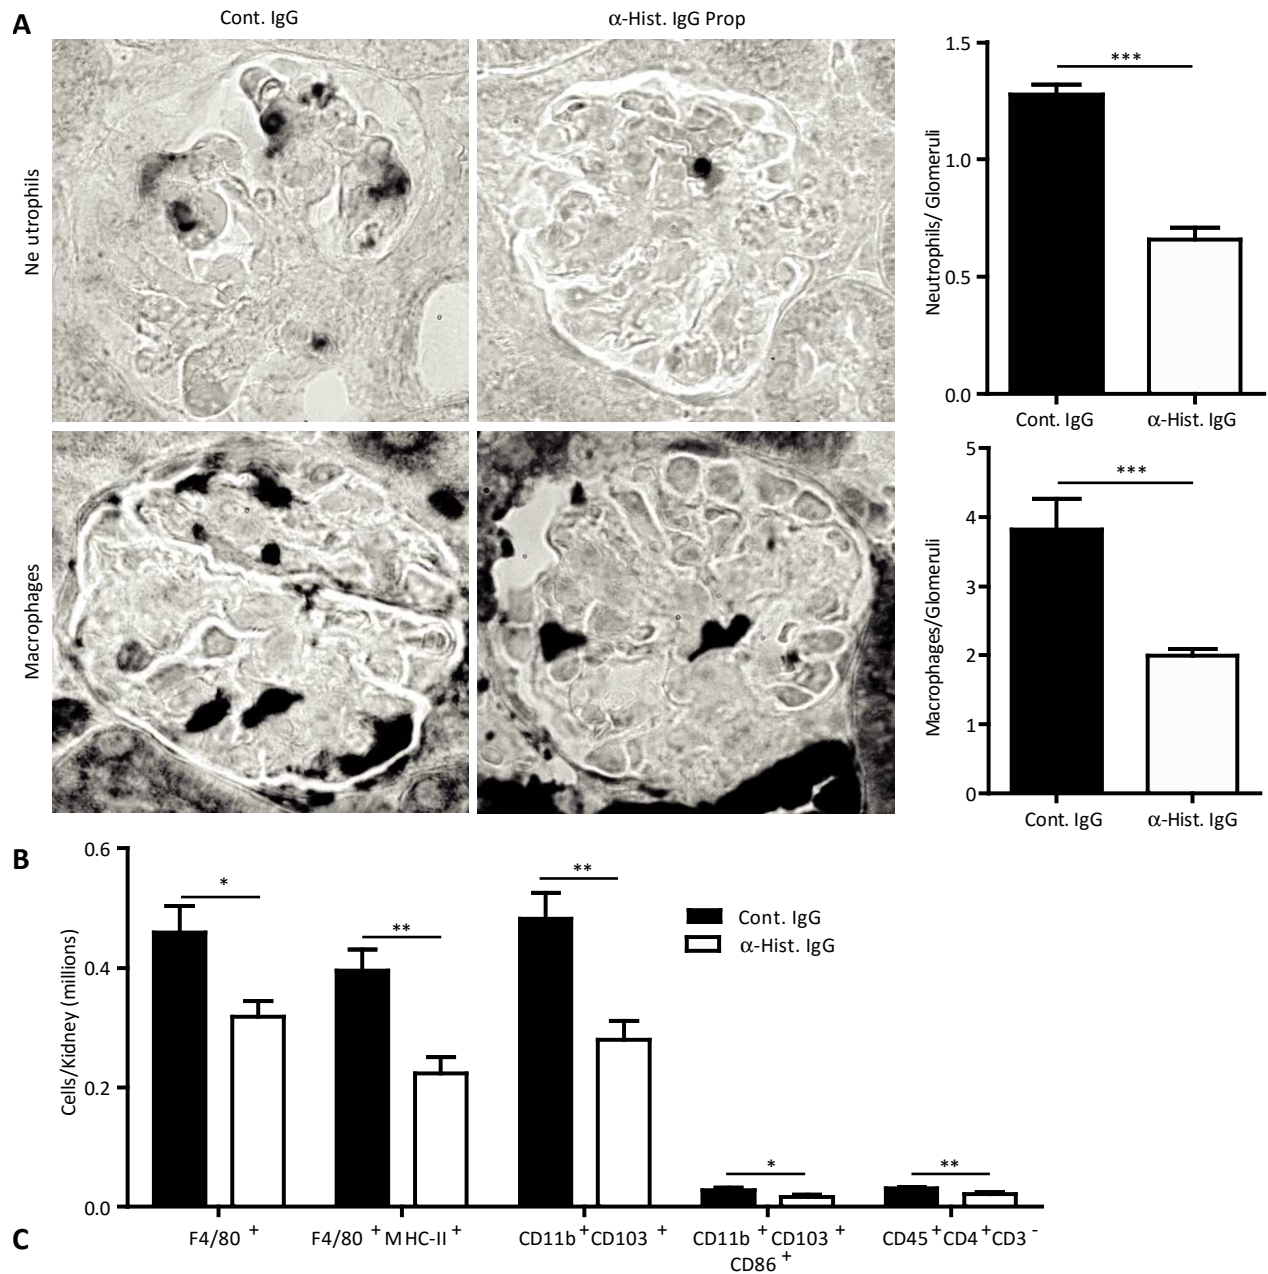 A
Cont. IgG
α-Hist. IgG Prop
Ne utrophils
Macrophages
1.5
1.0
0.5
0.0
Neutrophils/ Glomeruli
***
Cont. IgG
α-Hist. IgG
5
4
3
2
1
0
Macrophages/Glomeruli
***
Cont. IgG
α-Hist. IgG
B
0.6
0.4
0.2
0.0
Cells/Kidney (millions)
*
**
**
*
**
Cont. IgG
α-Hist. IgG
F4/80 +
F4/80 + MHC-II +
CD11b + CD103 +
CD11b + CD103 +
CD86 +
CD45 + CD4 + CD3 -
C